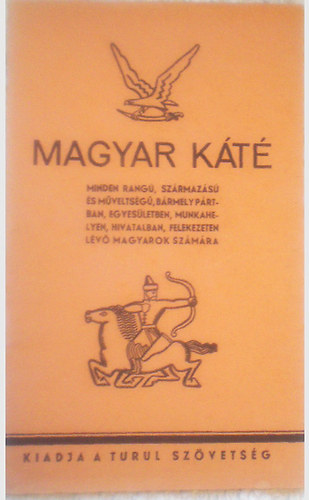 MAGYAR KÁTÉ
MINDEN RANGÚ, SZÁRMAZÁSÚ
ÉS MŰVELTSÉGŰ, BÁRMELY PÁRT-
BAN, EGYESÜLETBEN, MUNKAHE-
LYEN, HIVATALBAN, FELEKEZETEN
LÉVŐ MAGYAROK SZÁMÁRA
KIADJA A TURUL SZÖVETSÉG